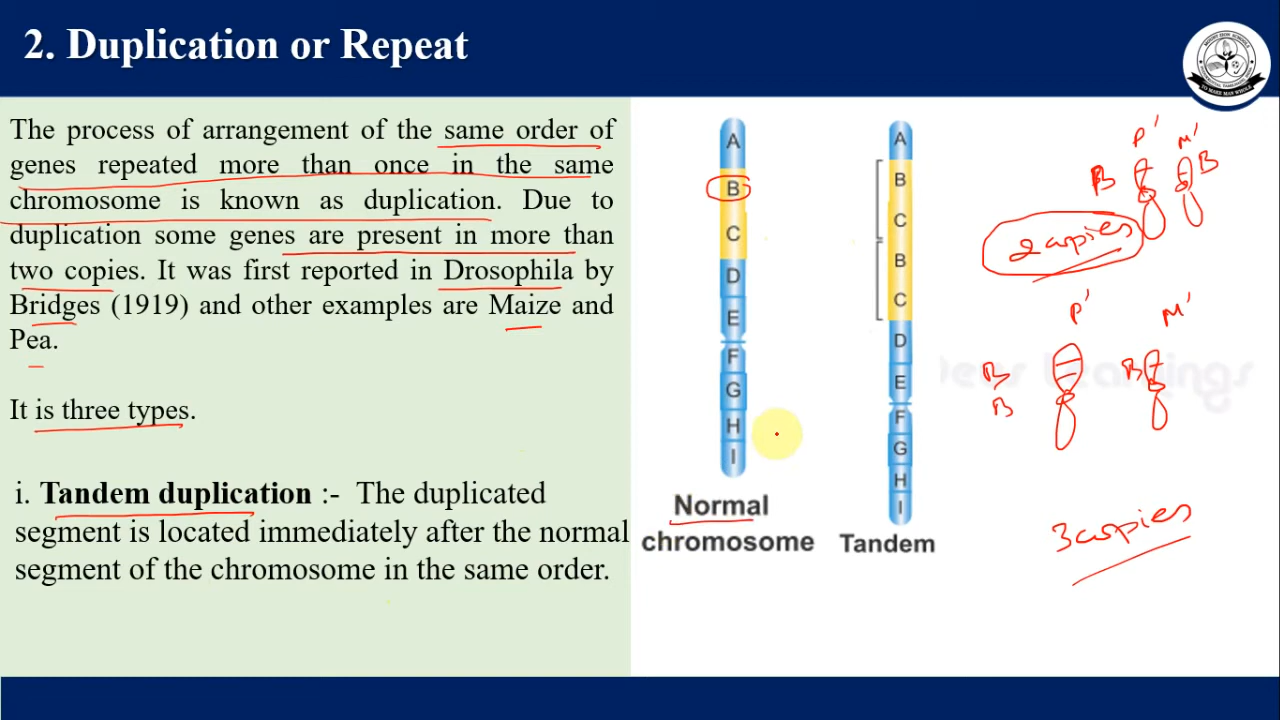 2. Duplication or Repeat
The process of arrangement of the same order of
genes repeated more than once in the same
chromosome is known as duplication. Due to
duplication some genes are present in more than
two copies. It was first reported in Drosophila by
Bridges (1919) and other examples are Maize and
Pea.
It is three types.
i. Tandem duplication :- The duplicated
segment is located immediately after the normal
segment of the chromosome in the same order.
A
B
C
D
E
F
G
H
I
Normal
chromosome
A
B
C
B
C
D
E
F
G
H
I
Tandem
P' M'
B B
2 copies
P' M'
B B
B
3 copies
TO MAKE MAN WHOLE